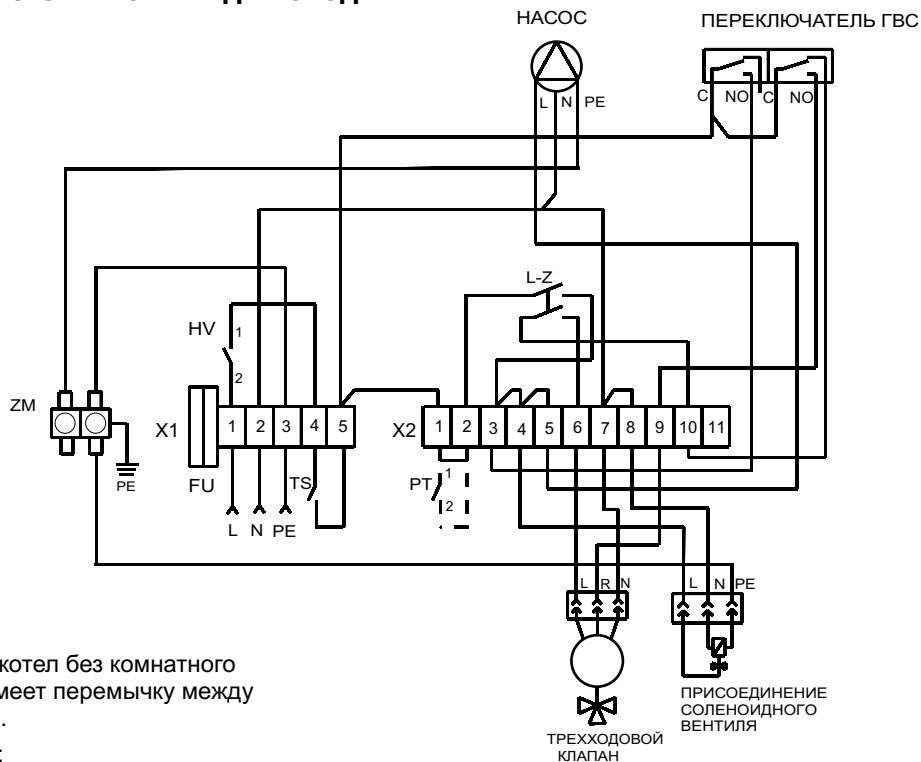 НАСОС
ПЕРЕКЛЮЧАТЕЛЬ ГВС
L N PE
C NO C NO
L-Z
HV
1
2
ZM
PE
X1
1 2 3 4 5
FU
L N PE
TS
X2
1 2 3 4 5 6 7 8 9 10 11
PT
1
2
L R N
L N PE
ТРЕХХОДОВОЙ
КЛАПАН
ПРИСОЕДИНЕНИЕ
СОЛЕНОИДНОГО
ВЕНТИЛЯ
котел без комнатного
меет перемычку между
.
: